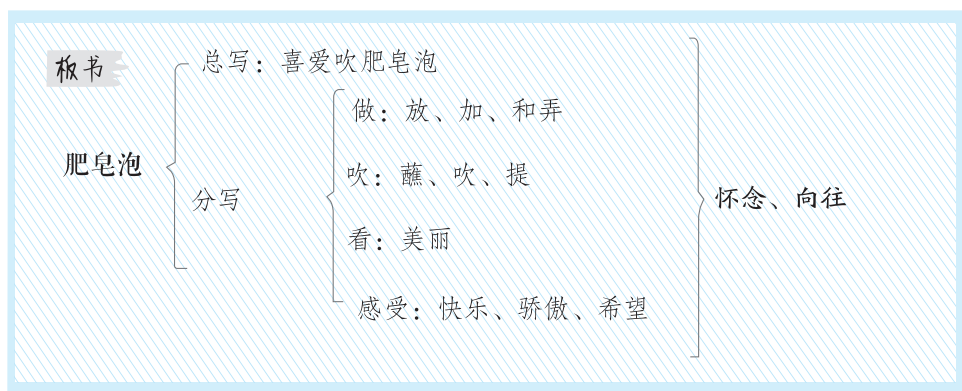 板书
总写：喜爱吹肥皂泡
做：放、加、和弄
肥皂泡
吹：蘸、吹、提
分写
怀念、向往
看：美丽
感受：快乐、骄傲、希望